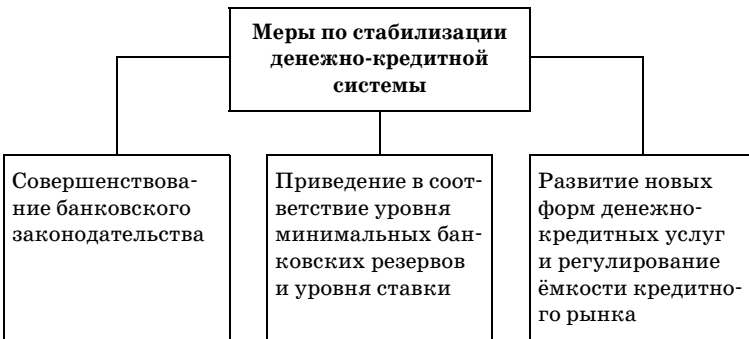 Меры по стабилизации
денежно-кредитной
системы
Совершенствова-
ние банковского
законодательства
Приведение в соот-
ветствие уровня
минимальных бан-
ковских резервов
и уровня ставки
Развитие новых
форм денежно-
кредитных услуг
и регулирование
ёмкости кредитно-
го рынка